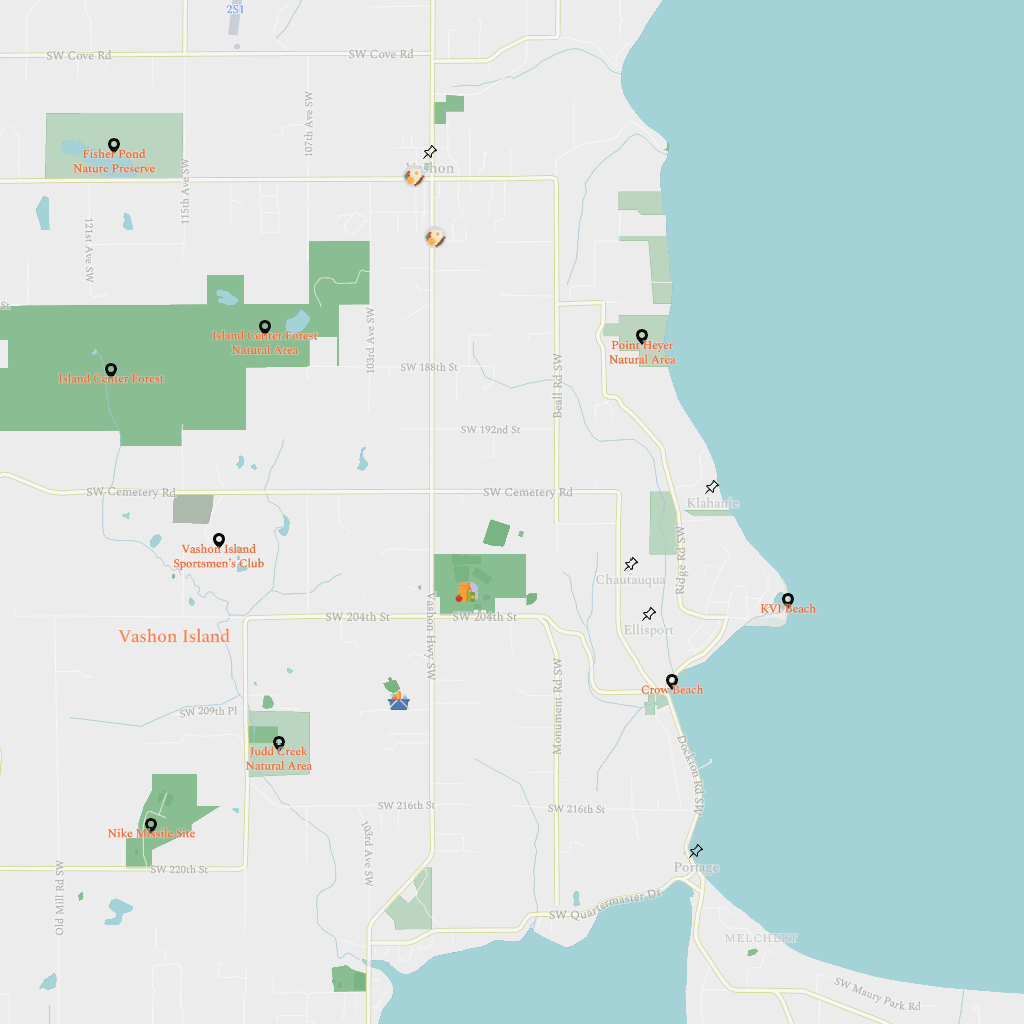 2S1
SW Cove Rd
SW Cove Rd
107th Ave SW
Fisher Pond
Nature Preserve
Vashon
115th Ave SW
121st Ave SW
St
Island Center Forest
Natural Area
103rd Ave SW
Point Heyer
Natural Area
Island Center Forest
SW 188th St
Beall Rd SW
SW 192nd St
SW Cemetery Rd
SW Cemetery Rd
Klahanie
Vashon Island
Sportsmen's Club
Ridge Rd SW
Chautauqua
KVI Beach
Vashon Hwy SW
SW 204th St
SW 204th St
Ellisport
Vashon Island
Crow Beach
Monument Rd SW
SW 209th Pl
Judd Creek
Natural Area
Dockton Rd SW
SW 216th St
SW 216th St
Nike Missile Site
103rd Ave SW
SW 220th St
Portage
Old Mill Rd SW
SW Quartermaster Dr
MELCHERT
SW Maury Park Rd